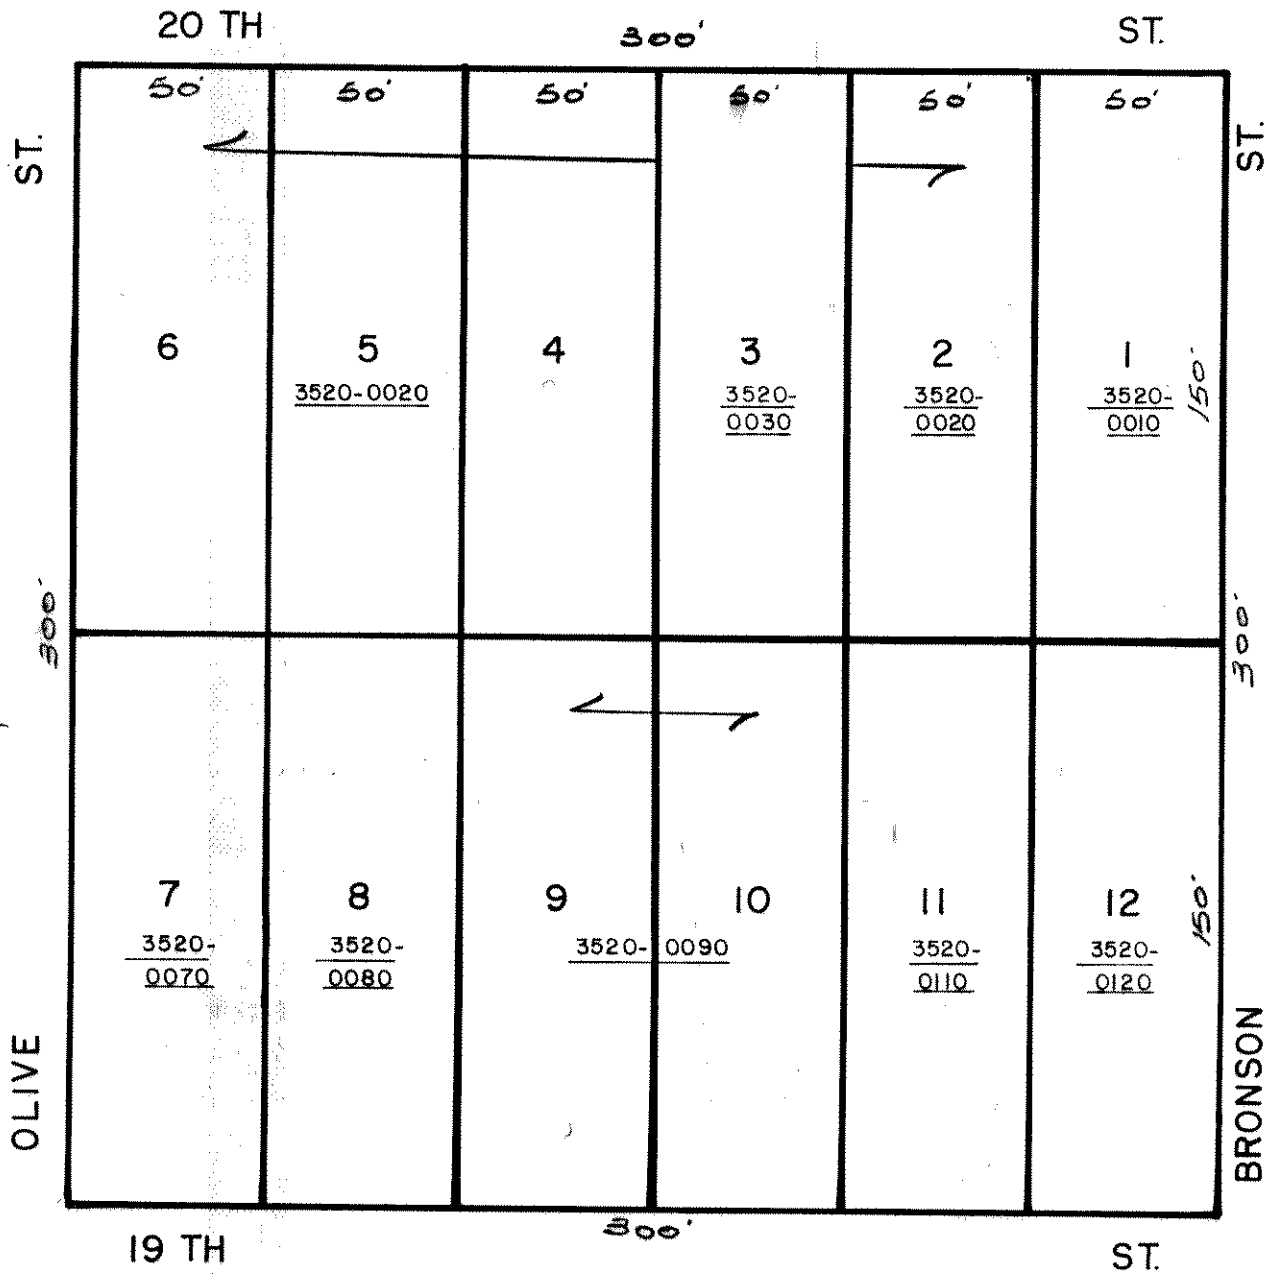 20 TH 300' ST.
50' 50' 50' 50' 50' 50'
ST. ST.
6 5 4 3 2 1
3520-0020 3520- 3520- 3520-
0030 0020 0010
150'
300' 300'
7 8 9 10 11 12
3520- 3520- 3520-0090 3520- 3520-
0070 0080 0110 0120
150'
OLIVE BRONSON
300'
19 TH ST.